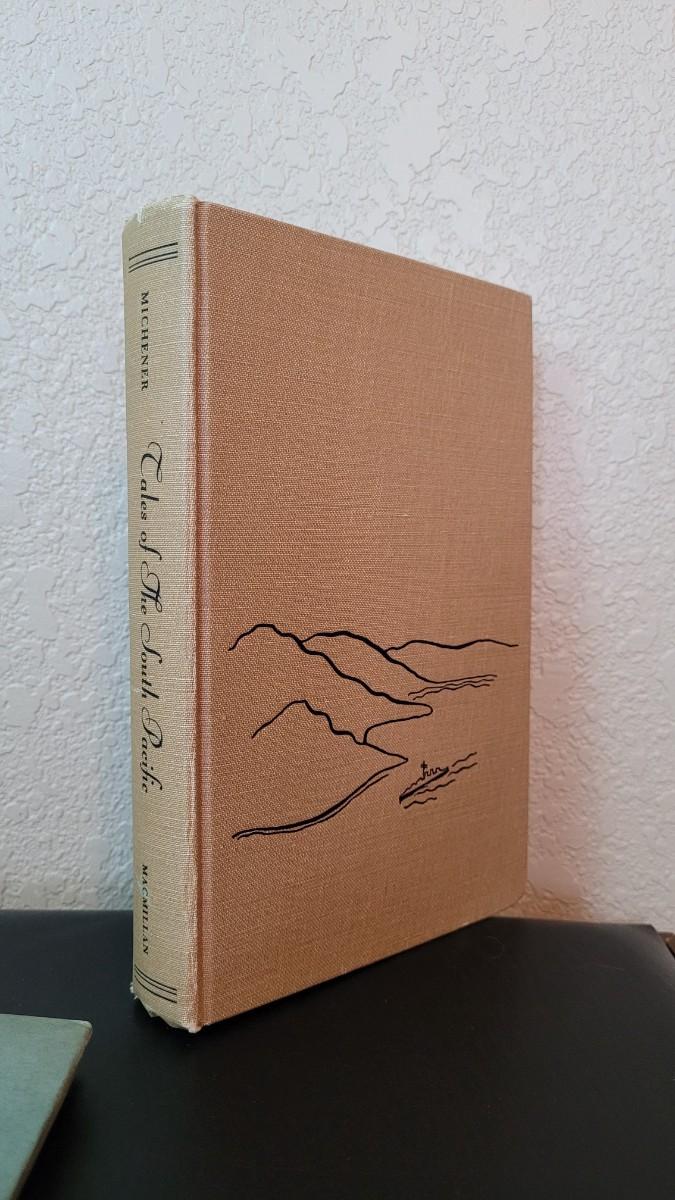 MICHENER
Tales of The South Pacific
MACMILLAN